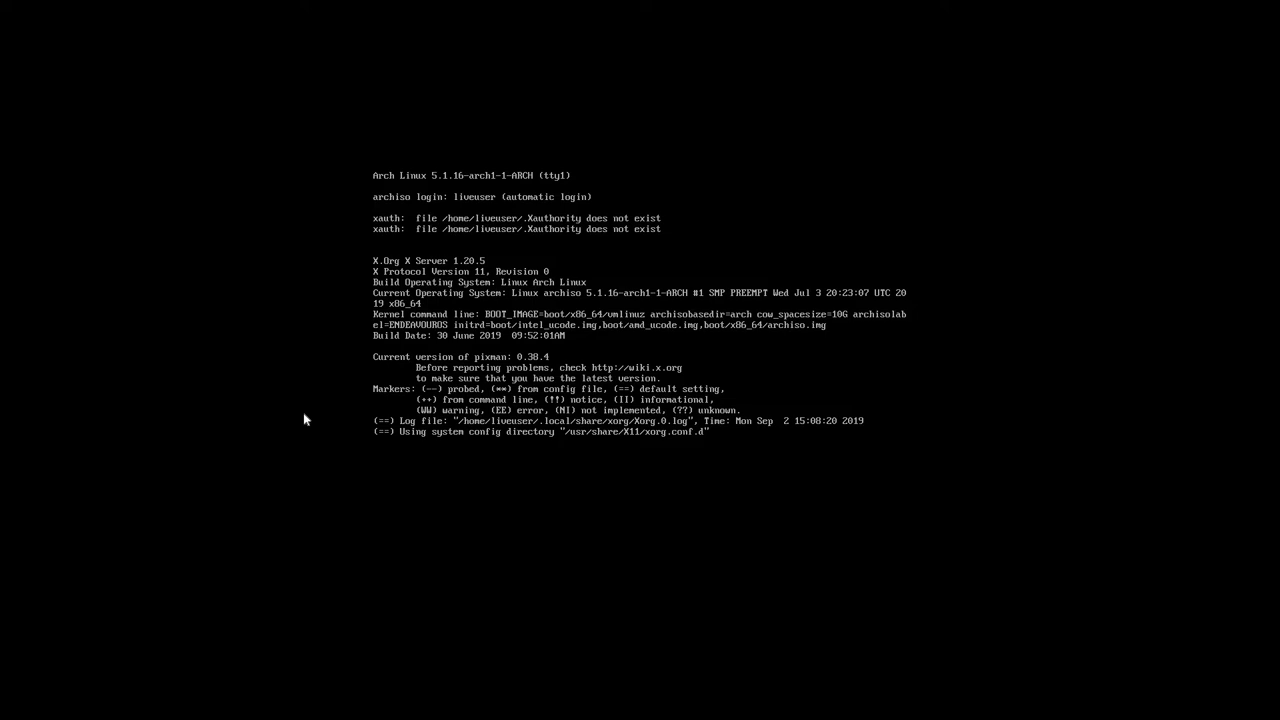 Arch Linux 5.1.16-arch1-1-ARCH (tty1)
archiso login: liveuser (automatic login)
xauth:  file /home/liveuser/.Xauthority does not exist
xauth:  file /home/liveuser/.Xauthority does not exist
X.Org X Server 1.20.5
X Protocol Version 11, Revision 0
Build Operating System: Linux Arch Linux
Current Operating System: Linux archiso 5.1.16-arch1-1-ARCH #1 SMP PREEMPT Wed Jul 3 20:23:07 UTC 20
19 x86_64
Kernel command line: BOOT_IMAGE=boot/x86_64/vmlinuz archisobasedir=arch cow_spacesize=10G archisolab
el=ENDEAVOUROS initrd=boot/intel_ucode.img,boot/amd_ucode.img,boot/x86_64/archiso.img
Build Date: 30 June 2019  09:52:01AM
Current version of pixman: 0.38.4
Before reporting problems, check http://wiki.x.org
to make sure that you have the latest version.
Markers: (--) probed, (**) from config file, (==) default setting,
(++) from command line, (!!) notice, (II) informational,
(WW) warning, (EE) error, (NI) not implemented, (??) unknown.
(==) Log file: "/home/liveuser/.local/share/xorg/Xorg.0.log", Time: Mon Sep  2 15:08:20 2019
(==) Using system config directory "/usr/share/X11/xorg.conf.d"